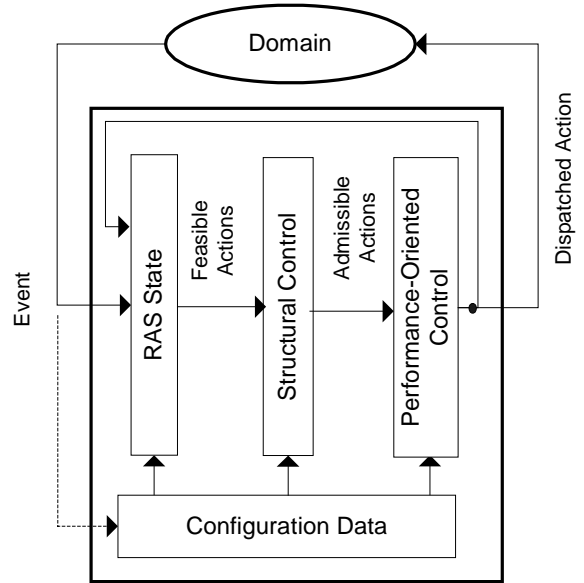 Domain
Event
RAS State
Feasible
Actions
Structural Control
Admissible
Actions
Performance-Oriented
Control
Dispatched Action
Configuration Data